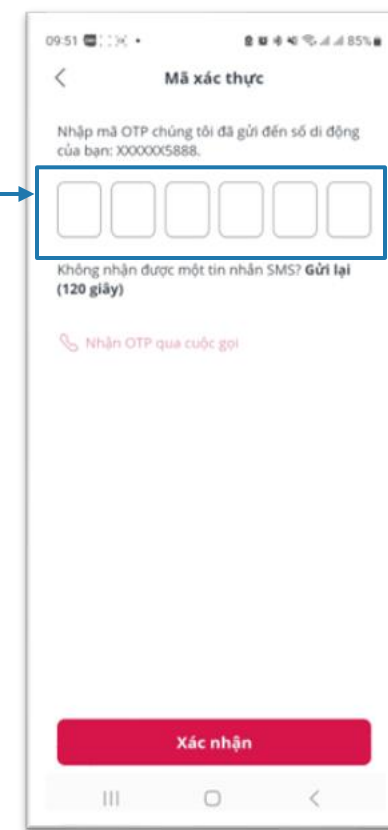 09:51
85%
Mã xác thực
Nhập mã OTP chúng tôi đã gửi đến số di động
của bạn: XXXXXX5888.
Không nhận được một tin nhắn SMS? Gửi lại
(120 giây)
Nhận OTP qua cuộc gọi
Xác nhận